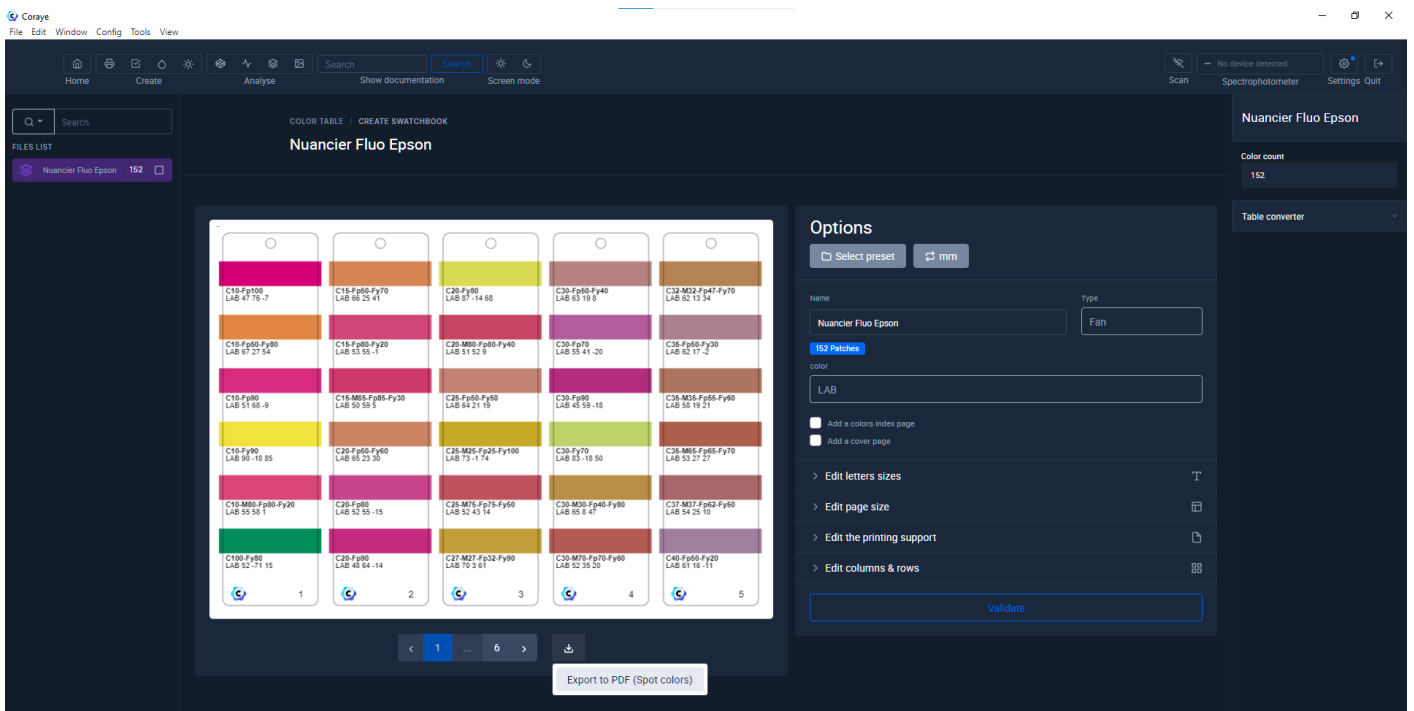 Coraye
File Edit Window Config Tools View
Search
Search
No device detected
Home
Create
Analyse
Show documentation
Screen mode
Scan
Spectrophotometer
Settings
Quit
Search
FILES LIST
Nuancier Fluo Epson 152
COLOR TABLE / CREATE SWATCHBOOK
Nuancier Fluo Epson
C10-Fp100
LAB 47 76 -7
C10-Fp50-Fy80
LAB 67 27 54
C10-Fp90
LAB 51 68 -9
C10-Fy90
LAB 90 -10 85
C10-M80-Fp80-Fy20
LAB 55 58 1
C100-Fy80
LAB 52 -71 15
1
C15-Fp50-Fy70
LAB 66 25 41
C15-Fp80-Fy20
LAB 53 55 -1
C15-M85-Fp85-Fy30
LAB 50 59 5
C20-Fp50-Fy60
LAB 65 23 30
C20-Fp80
LAB 52 55 -15
C20-Fp90
LAB 48 64 -14
2
C20-Fy80
LAB 87 -14 68
C20-M80-Fp80-Fy40
LAB 51 52 9
C25-Fp50-Fy50
LAB 64 21 19
C25-M25-Fp25-Fy100
LAB 73 -1 74
C25-M75-Fp75-Fy50
LAB 52 43 14
C27-M27-Fp32-Fy90
LAB 70 3 61
3
C30-Fp50-Fy40
LAB 63 19 8
C30-Fp70
LAB 55 41 -20
C30-Fp90
LAB 45 59 -18
C30-Fy70
LAB 83 -18 50
C30-M30-Fp40-Fy80
LAB 65 8 47
C30-M70-Fp70-Fy60
LAB 52 35 20
4
C32-M32-Fp47-Fy70
LAB 62 13 34
C35-Fp50-Fy30
LAB 62 17 -2
C35-M35-Fp55-Fy60
LAB 58 19 21
C35-M65-Fp65-Fy70
LAB 53 27 27
C37-M37-Fp62-Fy50
LAB 54 25 10
C40-Fp50-Fy20
LAB 61 16 -11
5
1 ... 6
Export to PDF (Spot colors)
Options
Select preset
mm
Name
Type
Nuancier Fluo Epson
Fan
152 Patches
color
LAB
Add a colors index page
Add a cover page
Edit letters sizes
Edit page size
Edit the printing support
Edit columns & rows
Validate
Nuancier Fluo Epson
Color count
152
Table converter